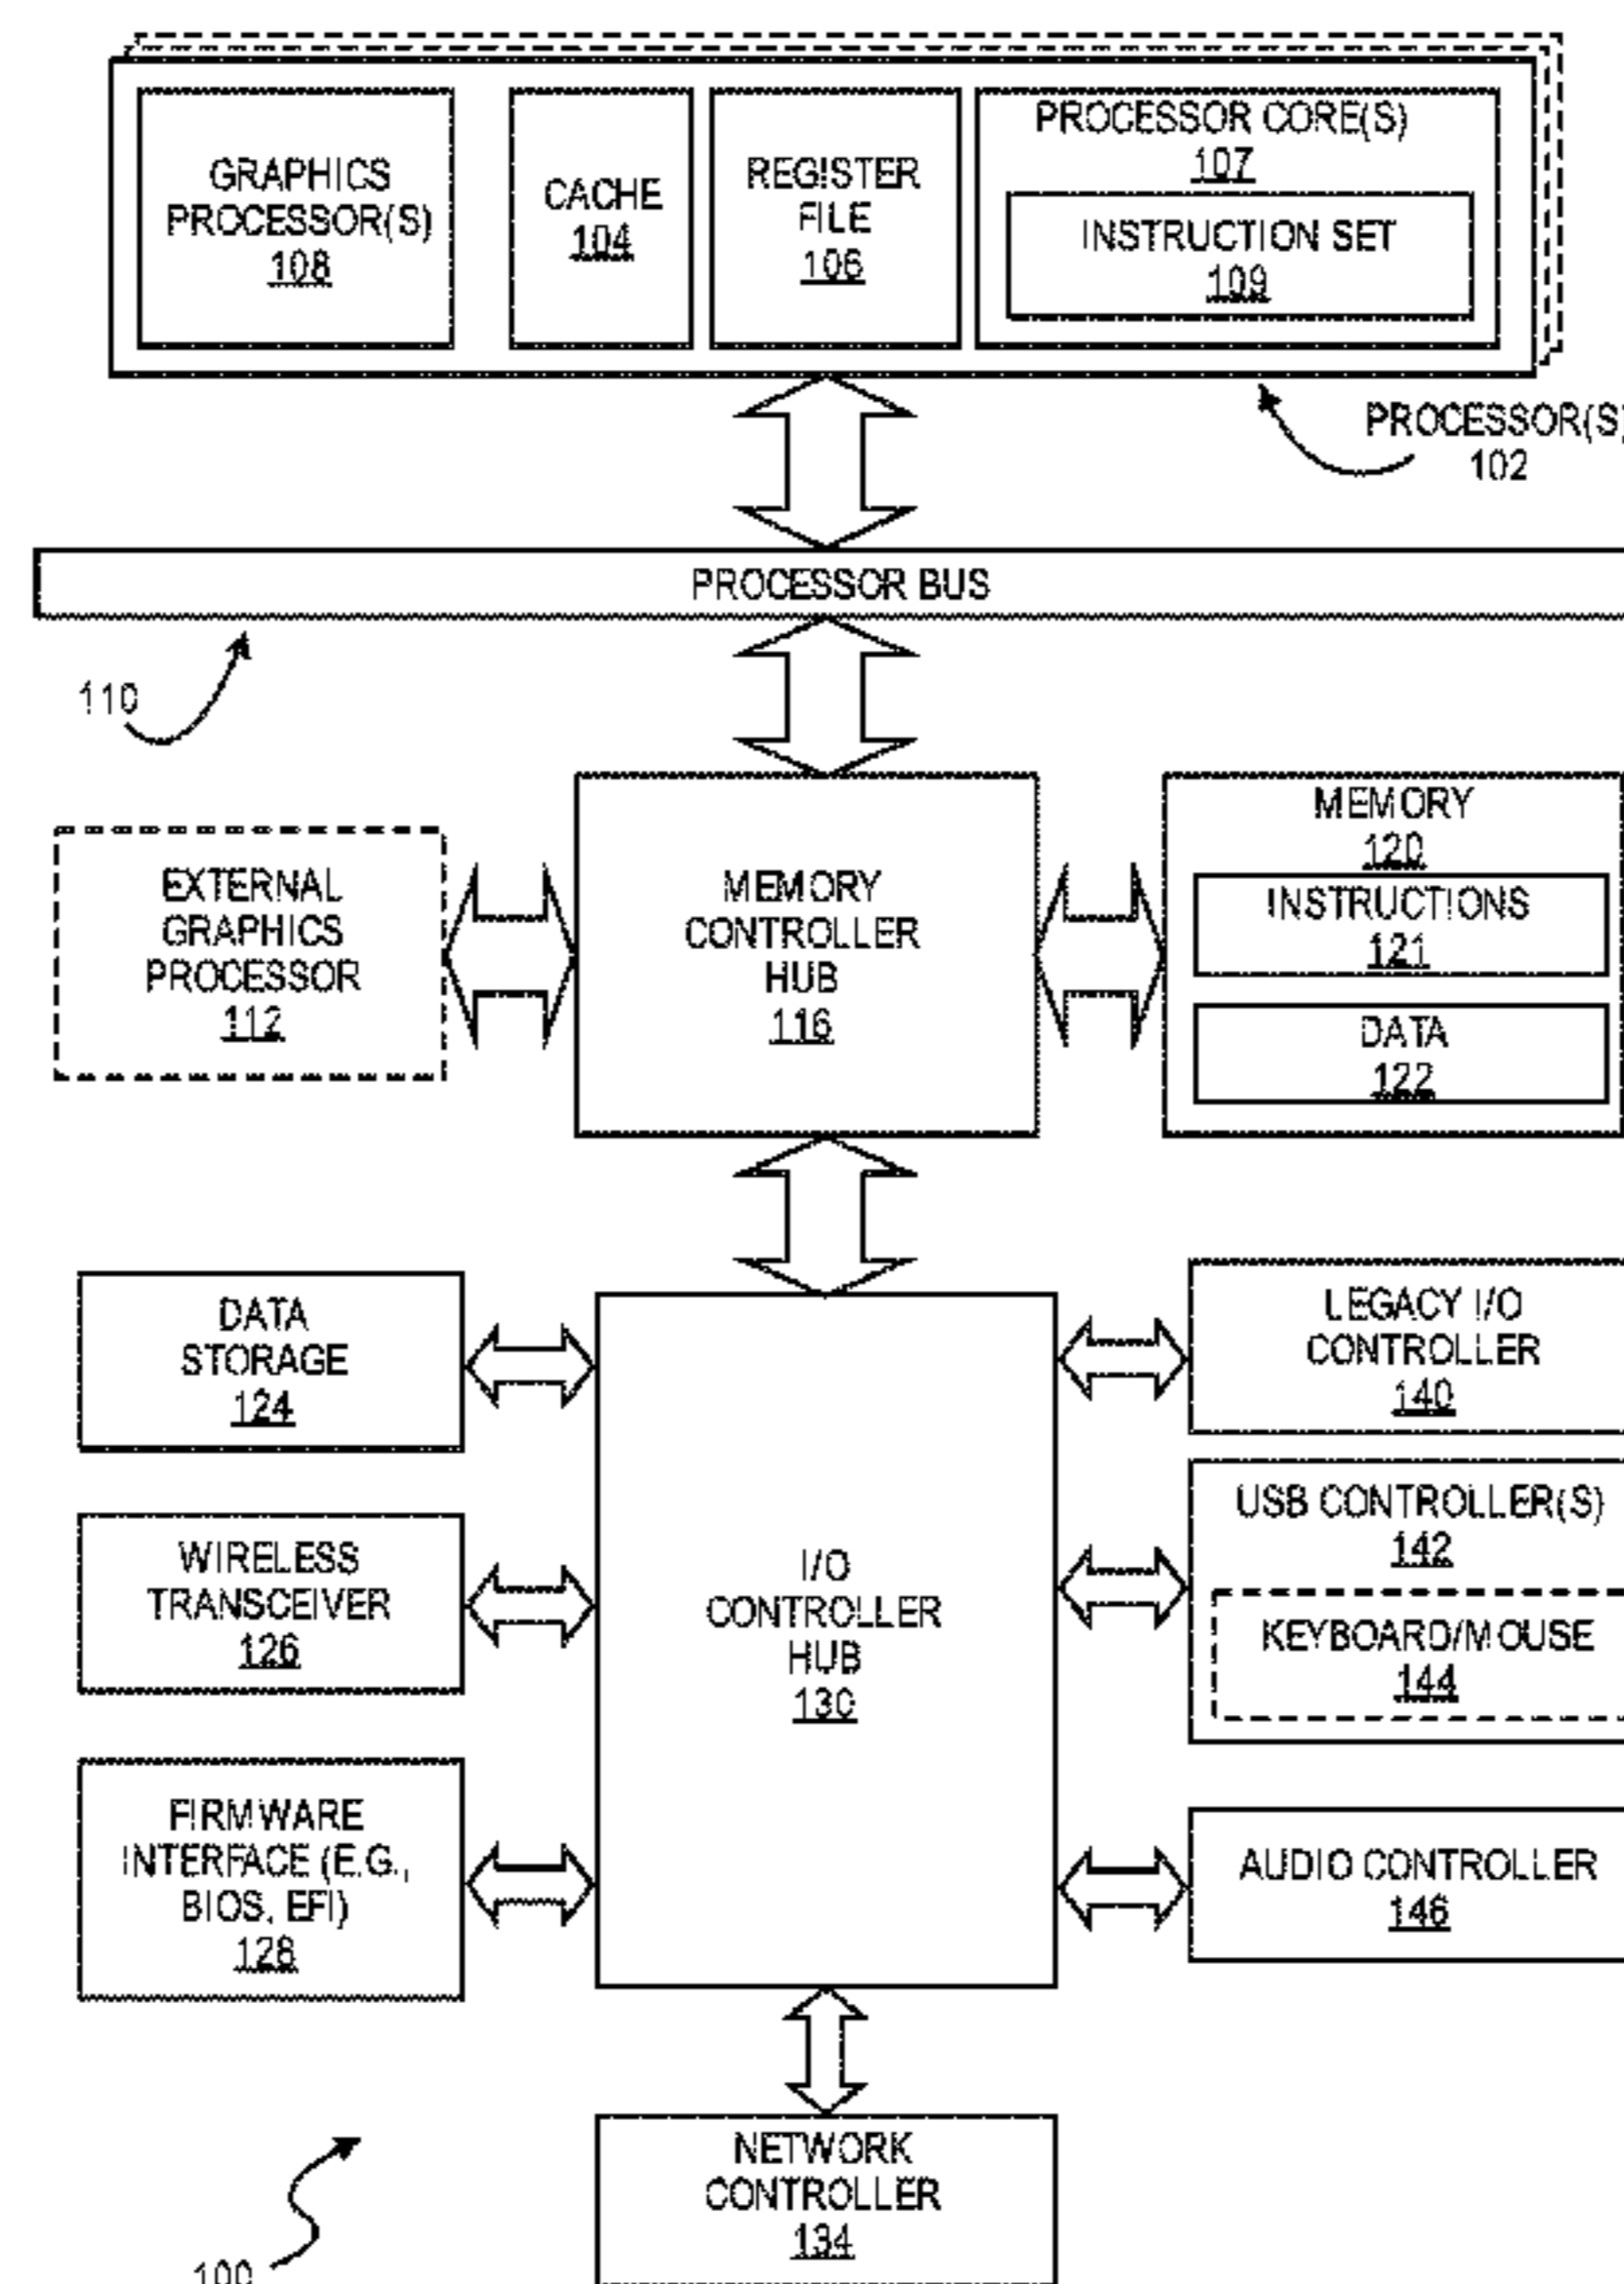 GRAPHICS
PROCESSOR(S)
108
CACHE
104
REGISTER
FILE
106
PROCESSOR CORE(S)
107
INSTRUCTION SET
109
PROCESSOR(S)
102
PROCESSOR BUS
110
EXTERNAL
GRAPHICS
PROCESSOR
112
MEMORY
CONTROLLER
HUB
116
MEMORY
120
INSTRUCTIONS
121
DATA
122
DATA
STORAGE
124
WIRELESS
TRANSCEIVER
126
FIRMWARE
INTERFACE (E.G.,
BIOS, EFI)
128
I/O
CONTROLLER
HUB
130
LEGACY I/O
CONTROLLER
140
USB CONTROLLER(S)
142
KEYBOARD/MOUSE
144
AUDIO CONTROLLER
146
NETWORK
CONTROLLER
134
100